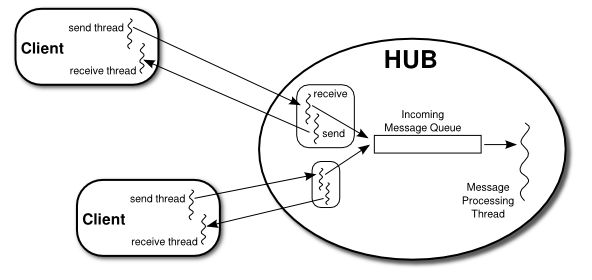 send thread
Client
receive thread
HUB
receive
send
Incoming
Message Queue
Message
Processing
Thread
send thread
Client
receive thread